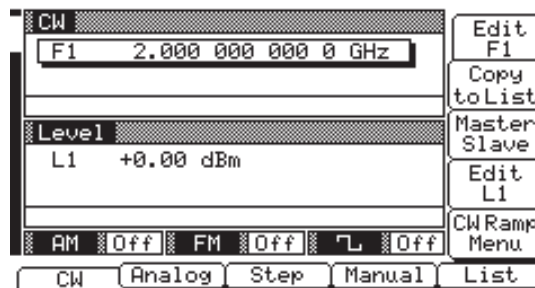 CW
F1 2.000 000 000 0 GHz
Level
L1 +0.00 dBm
AM Off FM Off Off
CW Analog Step Manual List
Edit
F1
Copy
to List
Master-
Slave
Edit
L1
CW Ramp
Menu